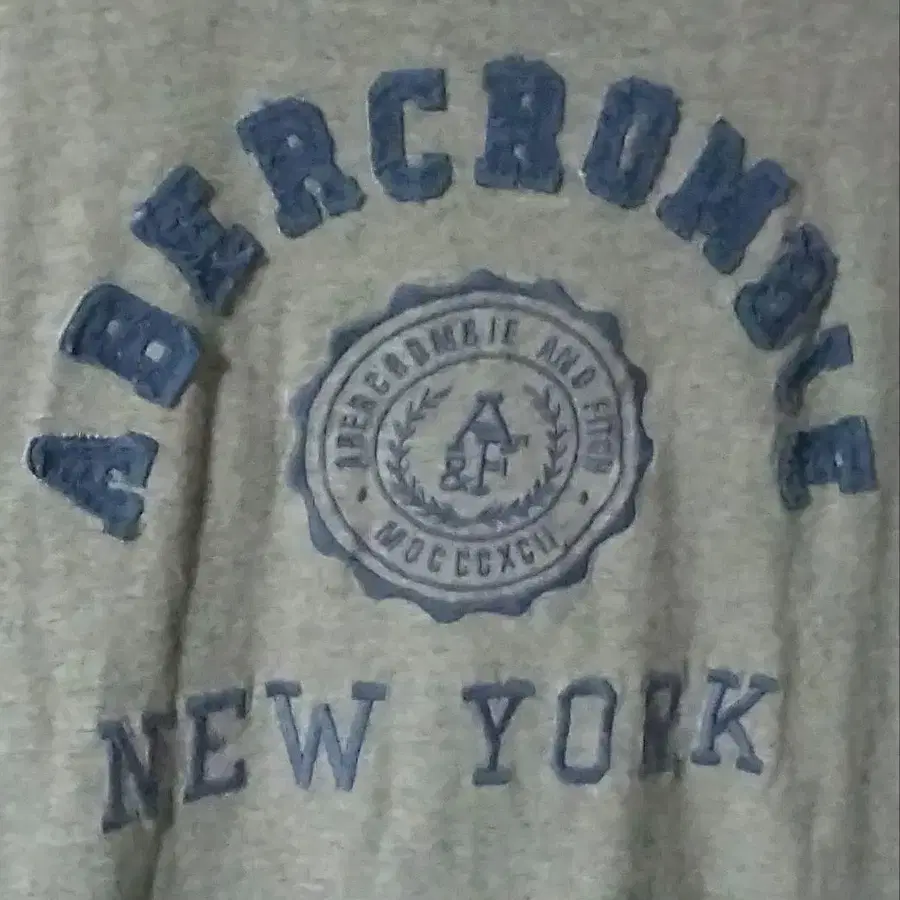 ABERCROMBIE
ABERCROMBIE AND FITCH
A&F
MDCCCXCII
NEW YORK